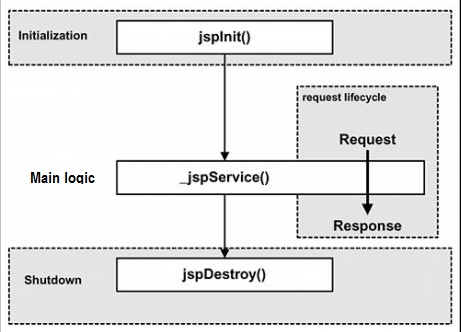 Initialization
jspInit()
request lifecycle
Request
Main logic
_jspService()
Response
Shutdown
jspDestroy()